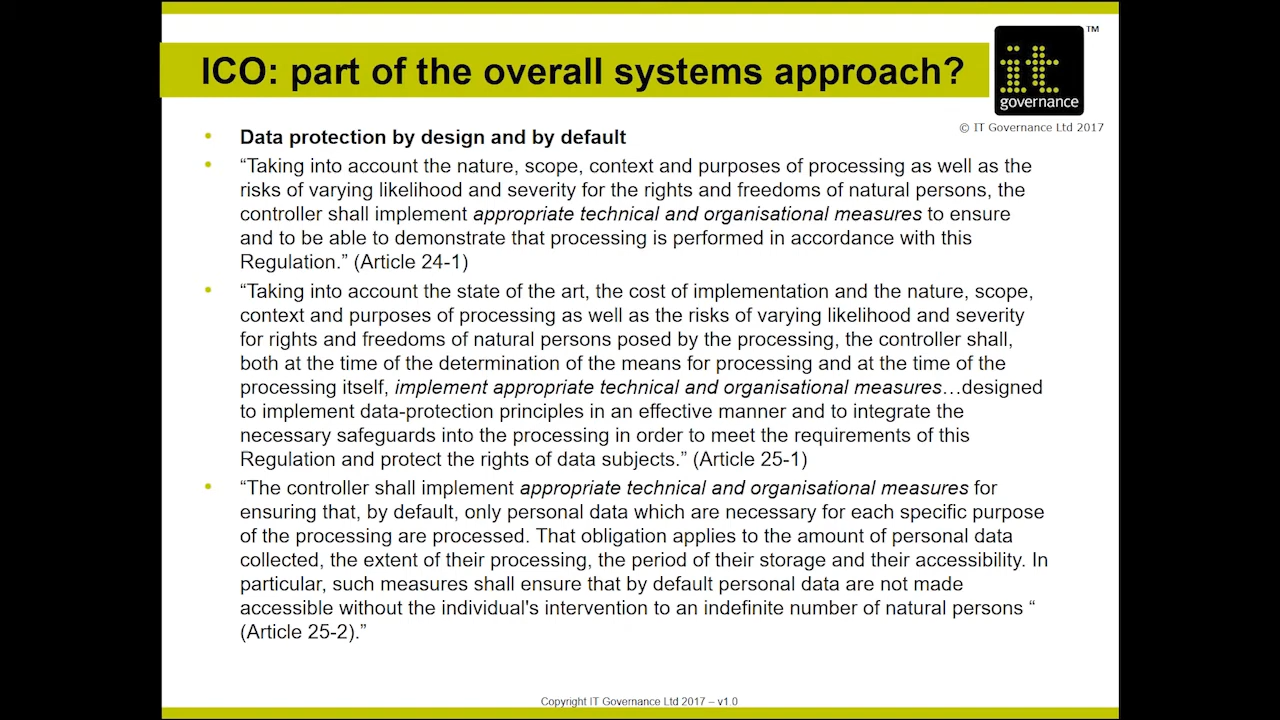 ICO: part of the overall systems approach?
it
governance
TM
© IT Governance Ltd 2017
• Data protection by design and by default
• “Taking into account the nature, scope, context and purposes of processing as well as the
risks of varying likelihood and severity for the rights and freedoms of natural persons, the
controller shall implement appropriate technical and organisational measures to ensure
and to be able to demonstrate that processing is performed in accordance with this
Regulation.” (Article 24-1)
• “Taking into account the state of the art, the cost of implementation and the nature, scope,
context and purposes of processing as well as the risks of varying likelihood and severity
for rights and freedoms of natural persons posed by the processing, the controller shall,
both at the time of the determination of the means for processing and at the time of the
processing itself, implement appropriate technical and organisational measures…designed
to implement data-protection principles in an effective manner and to integrate the
necessary safeguards into the processing in order to meet the requirements of this
Regulation and protect the rights of data subjects.” (Article 25-1)
• “The controller shall implement appropriate technical and organisational measures for
ensuring that, by default, only personal data which are necessary for each specific purpose
of the processing are processed. That obligation applies to the amount of personal data
collected, the extent of their processing, the period of their storage and their accessibility. In
particular, such measures shall ensure that by default personal data are not made
accessible without the individual's intervention to an indefinite number of natural persons “
(Article 25-2).”
Copyright IT Governance Ltd 2017 – v1.0